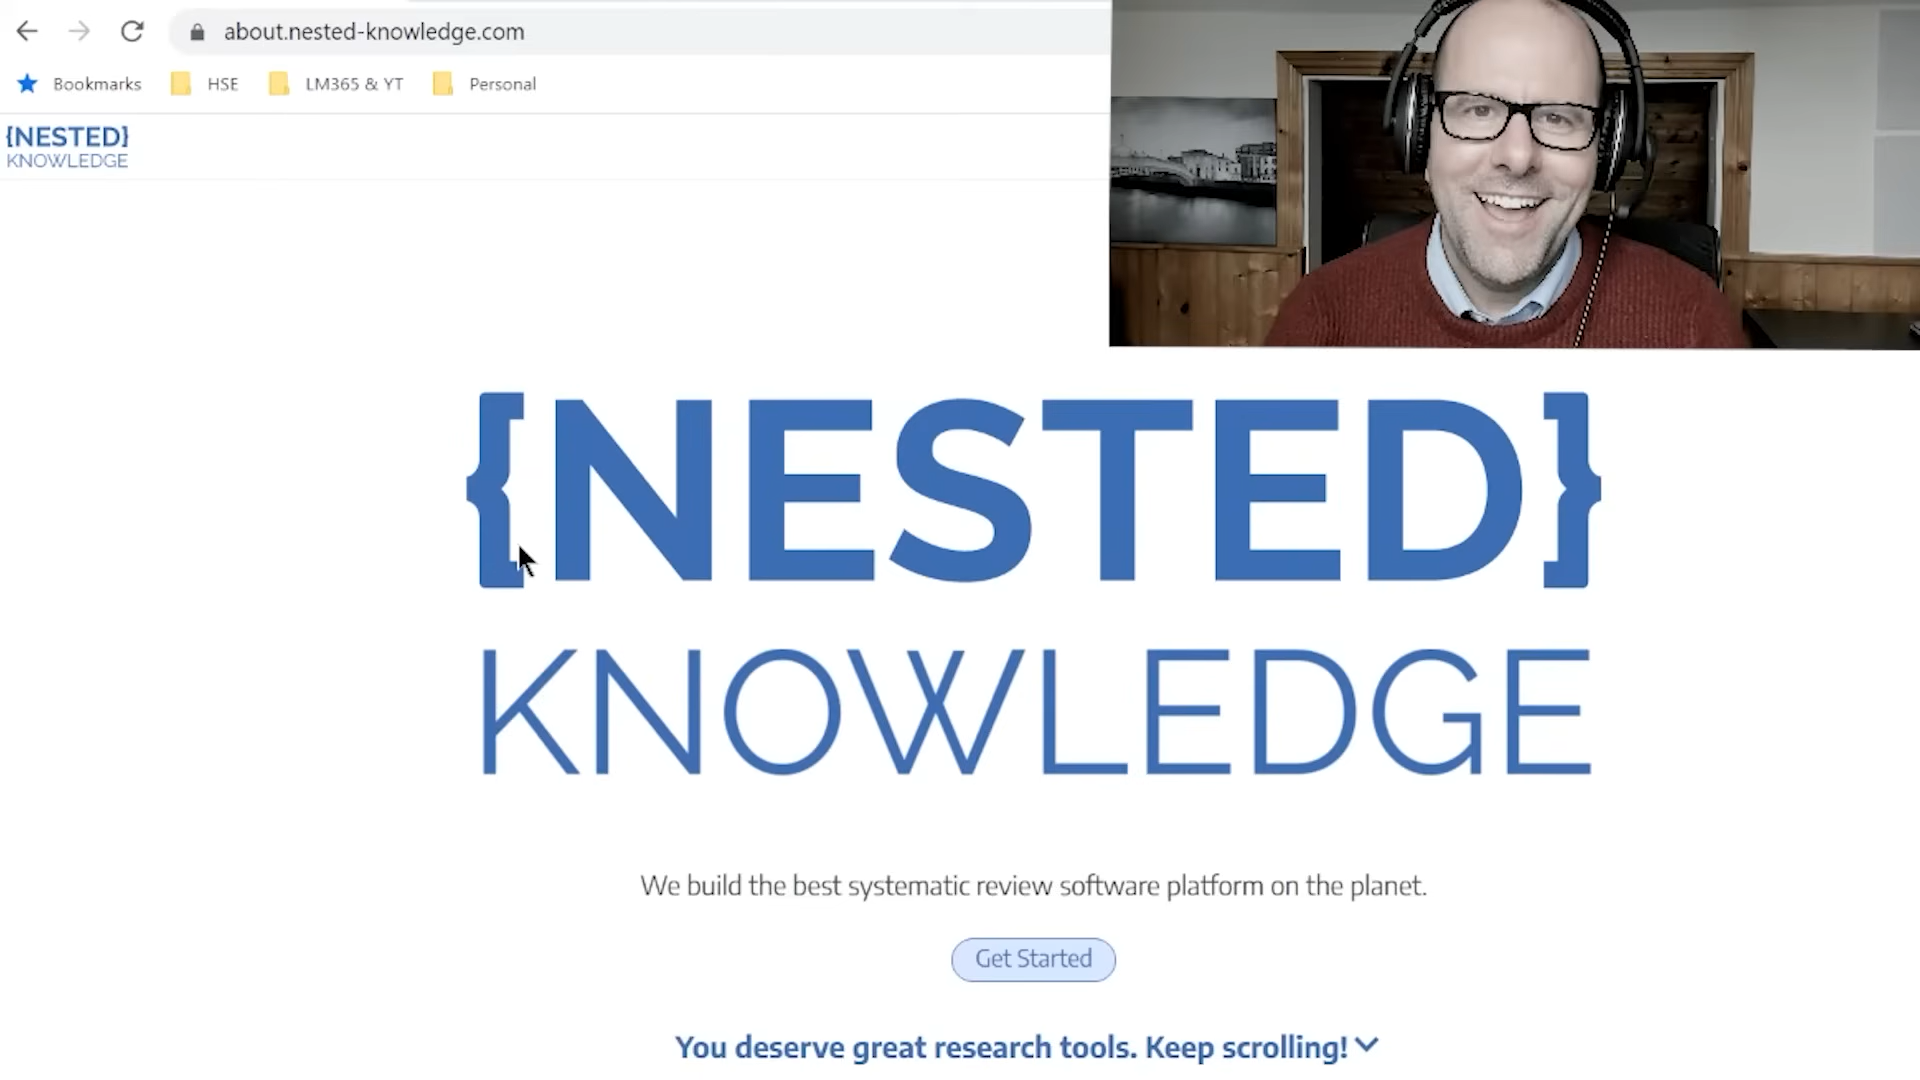 about.nested-knowledge.com
Bookmarks HSE LM365 & YT Personal
{NESTED}
KNOWLEDGE
{NESTED}
KNOWLEDGE
We build the best systematic review software platform on the planet.
Get Started
You deserve great research tools. Keep scrolling!